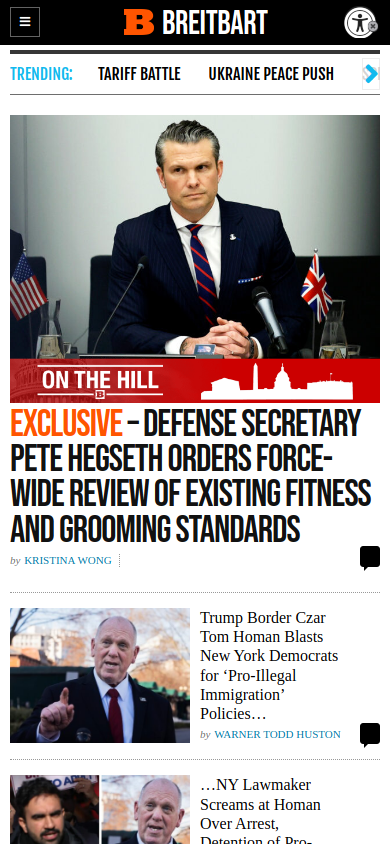 BREITBART
TRENDING:
TARIFF BATTLE
UKRAINE PEACE PUSH
ON THE HILL
B
EXCLUSIVE – DEFENSE SECRETARY
PETE HEGSETH ORDERS FORCE-
WIDE REVIEW OF EXISTING FITNESS
AND GROOMING STANDARDS
by KRISTINA WONG
Trump Border Czar
Tom Homan Blasts
New York Democrats
for ‘Pro-Illegal
Immigration’
Policies…
by WARNER TODD HUSTON
…NY Lawmaker
Screams at Homan
Over Arrest,
Detention of Pro-